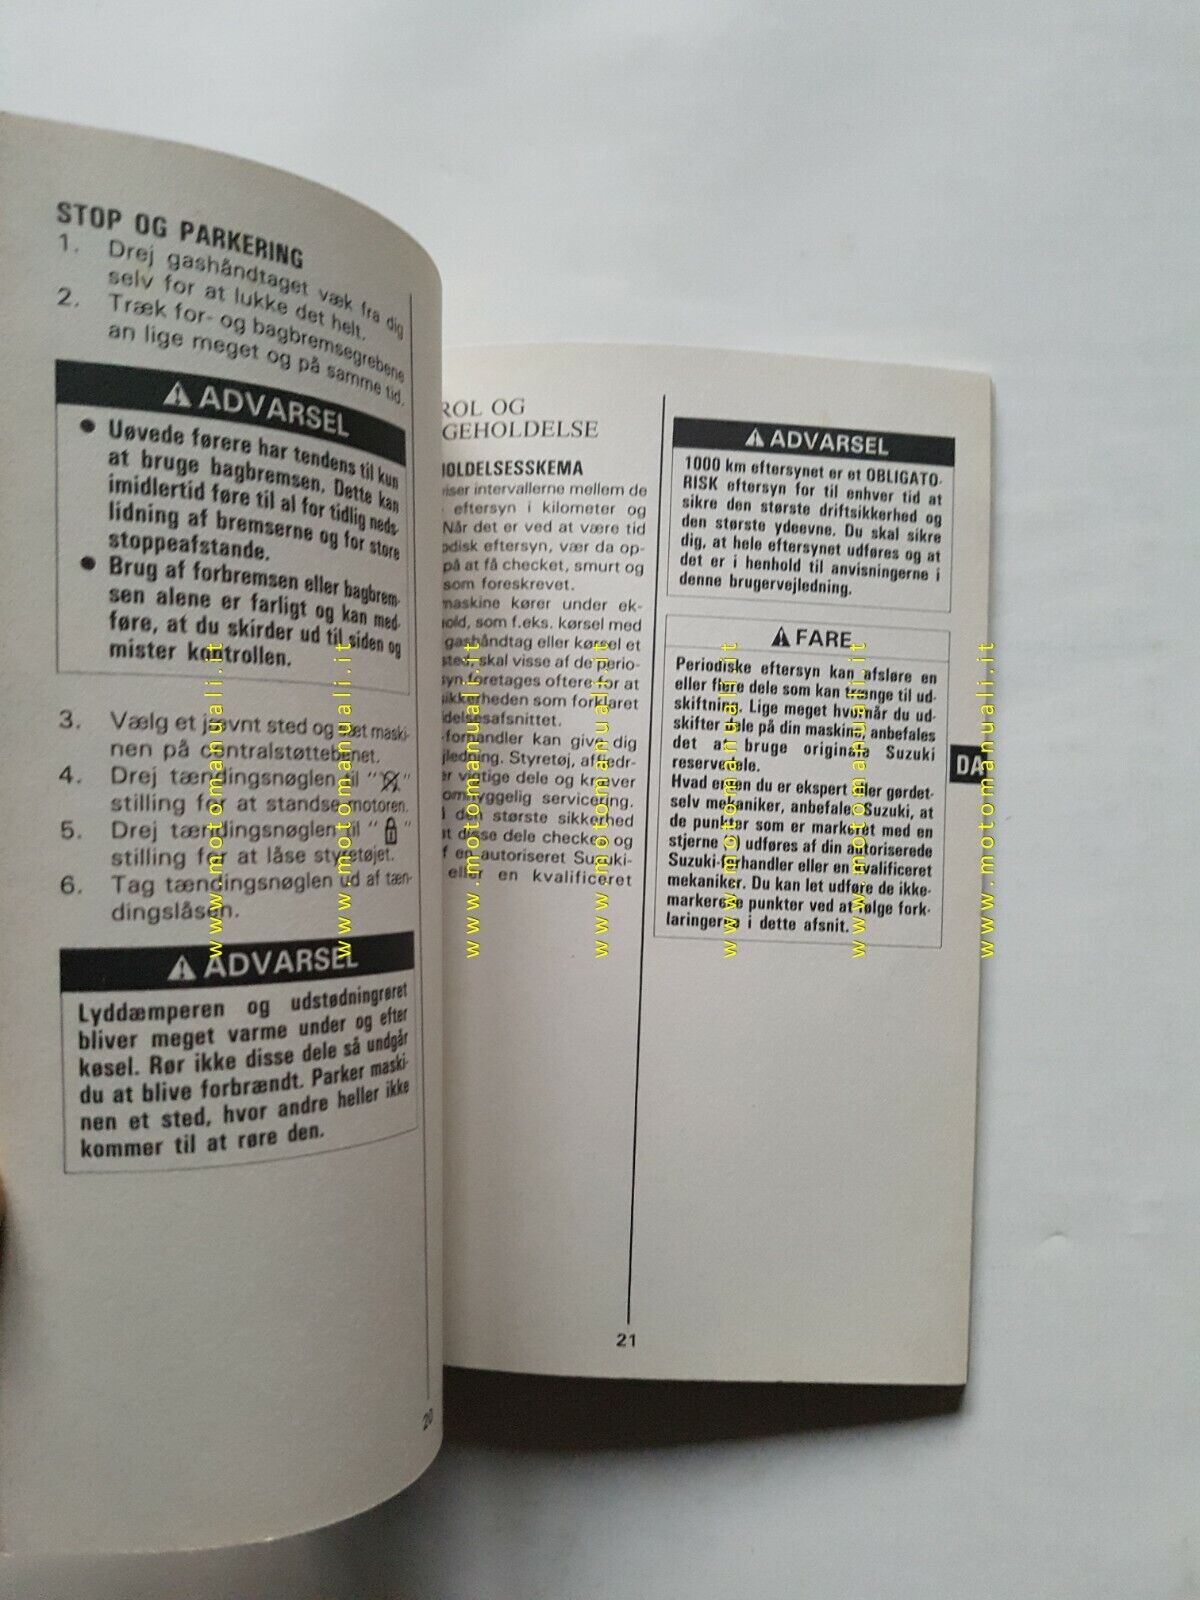 STOP OG PARKERING
1. Drej gashåndtaget væk fra dig
selv for at lukke det helt.
2. Træk for- og bagbremsegrebene
an lige meget og på samme tid.
ADVARSEL
● Uøvede førere har tendens til kun
at bruge bagbremsen. Dette kan
imidlertid føre til al for tidlig neds-
lidning af bremserne og for store
stoppeafstande.
● Brug af forbremsen eller bagbrem-
sen alene er farligt og kan med-
føre, at du skirder ud til siden og
mister kontrollen.
3. Vælg et jævnt sted og sæt maski-
nen på centralstøttebenet.
4. Drej tændingsnøglen til " "
stilling for at standse motoren.
5. Drej tændingsnøglen til " "
stilling for at låse styretøjet.
6. Tag tændingsnøglen ud af tæn-
dingslåsen.
ADVARSEL
Lyddæmperen og udstødningrøret
bliver meget varme under og efter
køsel. Rør ikke disse dele så undgår
du at blive forbrændt. Parker maski-
nen et sted, hvor andre heller ikke
kommer til at røre den.
20
ROL OG
GEHOLDELSE
HOLDELSESSKEMA
iser intervallerne mellem de
eftersyn i kilometer og
Når det er ved at være tid
odisk eftersyn, vær da op-
på at få checket, smurt og
som foreskrevet.
maskine kører under ek-
hold, som f.eks. kørsel med
gashåndtag eller kørsel et
sted, skal visse af de perio-
syn foretages oftere for at
sikkerheden som forklaret
delsesafsnittet.
forhandler kan give dig
jledning. Styretøj, affjedr-
er vigtige dele og kræver
omhyggelig servicering.
den største sikkerhed
at disse dele checkes og
f en autoriseret Suzuki-
eller en kvalificeret
ADVARSEL
1000 km eftersynet er et OBLIGATO-
RISK eftersyn for til enhver tid at
sikre den største driftsikkerhed og
den største ydeevne. Du skal sikre
dig, at hele eftersynet udføres og at
det er i henhold til anvisningerne i
denne brugervejledning.
FARE
Periodiske eftersyn kan afsløre en
eller flere dele som kan trænge til ud-
skiftning. Lige meget hvornår du ud-
skifter dele på din maskine, anbefales
det at bruge originale Suzuki
reservedele.
Hvad enten du er ekspert eller gørdet-
selv mekaniker, anbefaler Suzuki, at
de punkter som er markeret med en
stjerne udføres af din autoriserede
Suzuki-forhandler eller en kvalificeret
mekaniker. Du kan let udføre de ikke-
markerede punkter ved at følge fork-
laringerne i dette afsnit.
DA
21
www.motomanuali.it
www.motomanuali.it
www.motomanuali.it
www.motomanuali.it
www.motomanuali.it
www.motomanuali.it
www.motomanuali.it